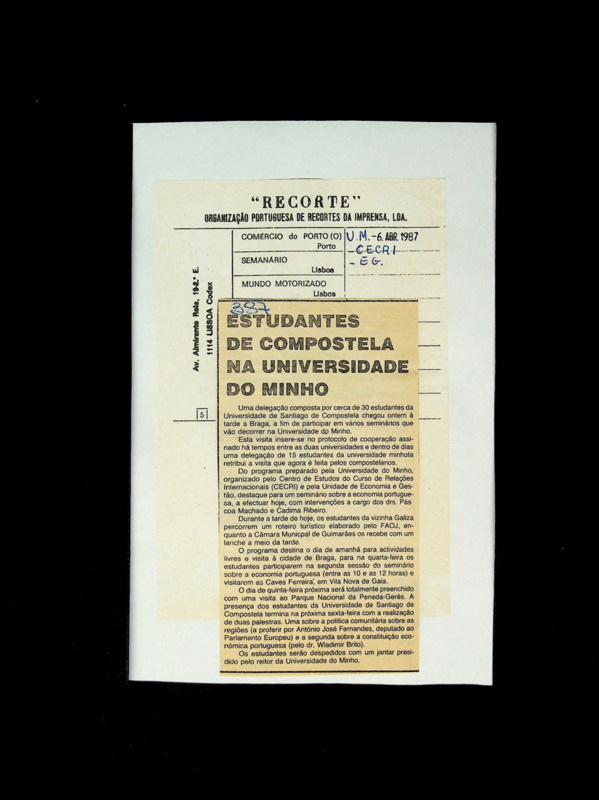 "RECORTE"
ORGANIZAÇÃO PORTUGUESA DE RECORTES DA IMPRENSA, LDA.
COMÉRCIO do PORTO (O)
Porto
SEMANÁRIO
Lisboa
MUNDO MOTORIZADO
Lisboa
U.M. - 6 ABR. 1987
- CECRI
- EG.
Av. Almirante Reis, 19-2.º E.
1114 LISBOA Codex
5
387
ESTUDANTES
DE COMPOSTELA
NA UNIVERSIDADE
DO MINHO
Uma delegação composta por cerca de 30 estudantes da
Universidade de Santiago de Compostela chegou ontem à
tarde a Braga, a fim de participar em vários seminários que
vão decorrer na Universidade do Minho.
Esta visita insere-se no protocolo de cooperação assi-
nado há tempos entre as duas universidades e dentro de dias
uma delegação de 15 estudantes da universidade minhota
retribui a visita que agora é feita pelos compostelanos.
Do programa preparado pela Universidade do Minho,
organizado pelo Centro de Estudos do Curso de Relações
Internacionais (CECRI) e pela Unidade de Economia e Ges-
tão, destaque para um seminário sobre a economia portugue-
sa, a efectuar hoje, com intervenções a cargo dos drs. Pás
coa Machado e Cadima Ribeiro.
Durante a tarde de hoje, os estudantes da vizinha Galiza
percorrem um roteiro turístico elaborado pelo FAOJ, en-
quanto a Câmara Municpal de Guimarães os recebe com um
lanche a meio da tarde.
O programa destina o dia de amanhã para actividades
livres e visita à cidade de Braga, para na quarta-feira os
estudantes participarem na segunda sessão do seminário
sobre a economia portuguesa (entre as 10 e as 12 horas) e
visitarem as Caves Ferreira, em Vila Nova de Gaia.
O dia de quinta-feira próxima será totalmente preenchido
com uma visita ao Parque Nacional da Peneda-Gerês. A
presença dos estudantes da Universidade de Santiago de
Compostela termina na próxima sexta-feira com a realização
de duas palestras. Uma sobre a política comunitária sobre as
regiões (a proferir por António José Fernandes, deputado ao
Parlamento Europeu) e a segunda sobre a constituição eco-
nómica portuguesa (pelo dr. Wladimir Brito).
Os estudantes serão despedidos com um jantar presi-
dido pelo reitor da Universidade do Minho.